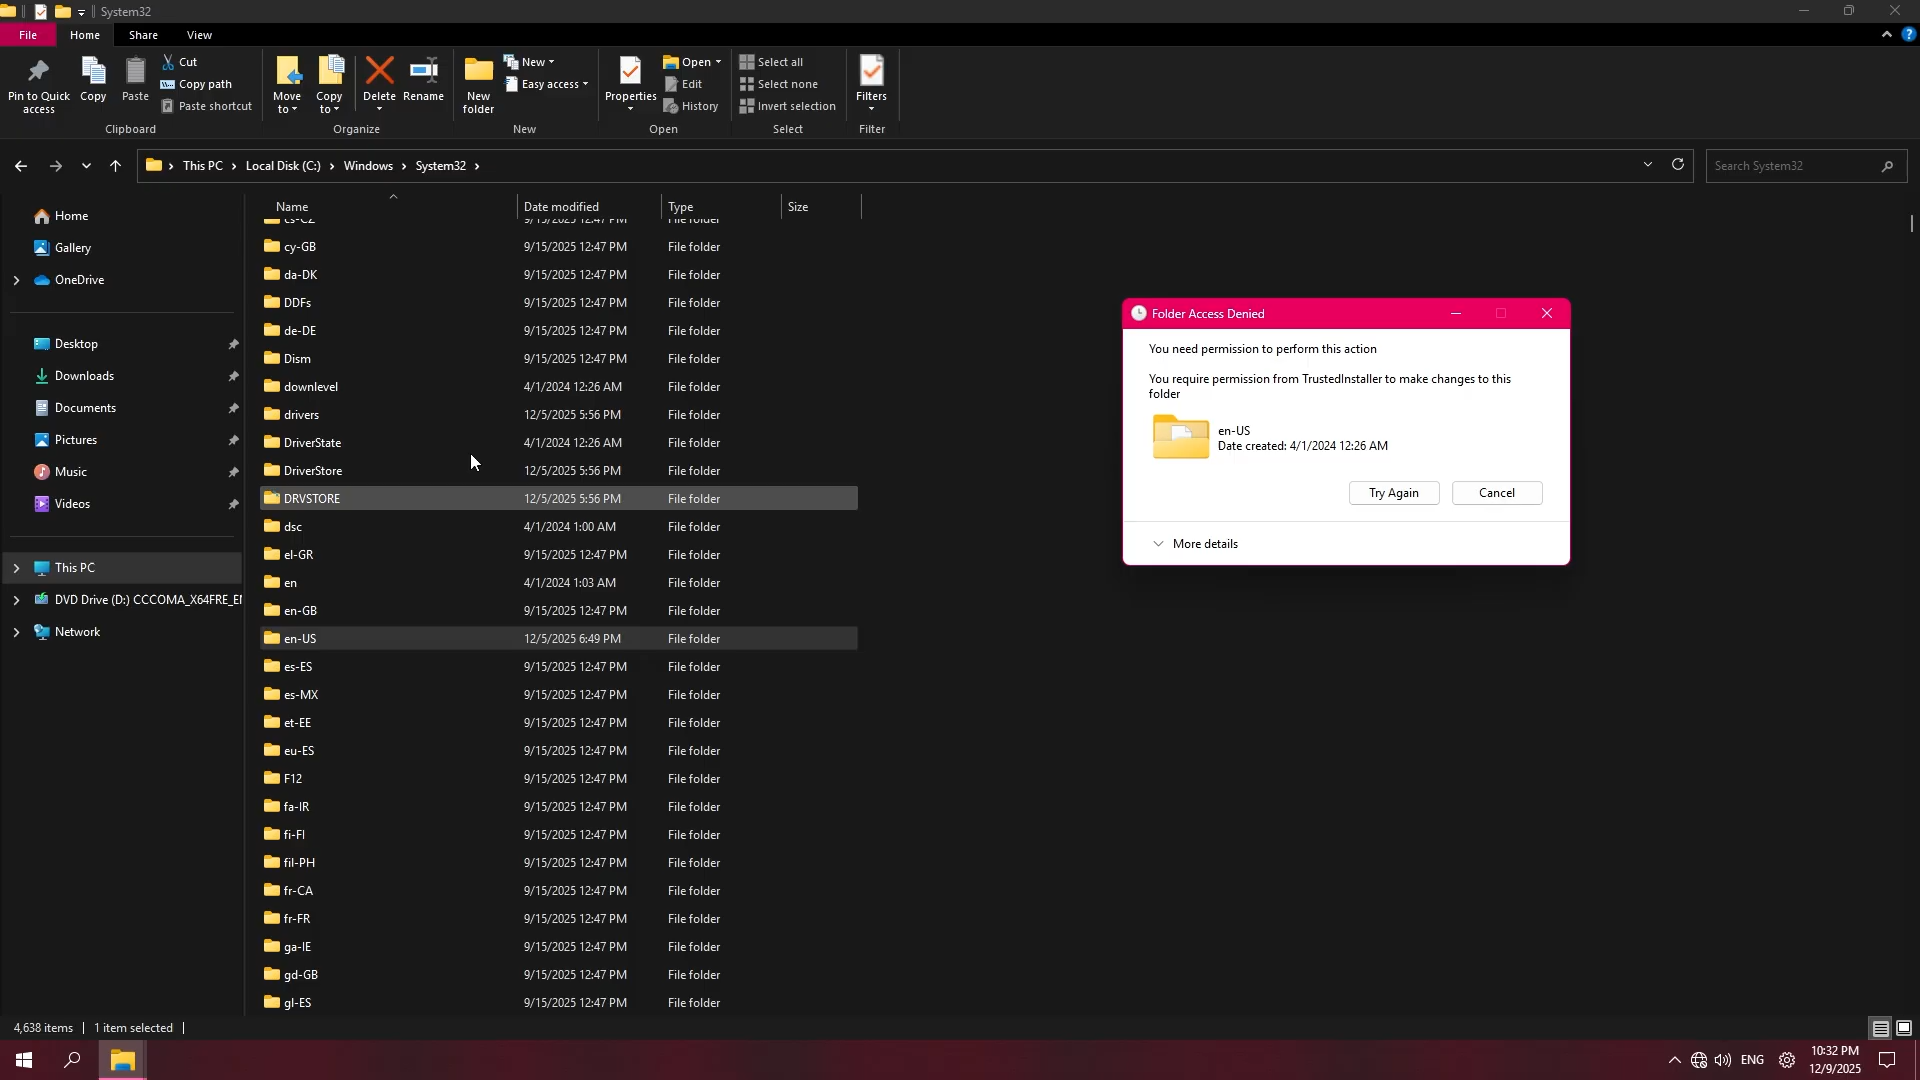 System32
File
Home
Share
View
Pin to Quick
access
Copy
Paste
Cut
Copy path
Paste shortcut
Clipboard
Move
to
Copy
to
Delete
Rename
Organize
New
folder
New
Easy access
New
Properties
Open
Edit
History
Open
Select all
Select none
Invert selection
Select
Filters
Filter
This PC
Local Disk (C:)
Windows
System32
Search System32
Home
Gallery
OneDrive
Desktop
Downloads
Documents
Pictures
Music
Videos
This PC
DVD Drive (D:) CCCOMA_X64FRE_E
Network
Name Date modified Type Size
cs-CZ 9/15/2025 12:47 PM File folder
cy-GB 9/15/2025 12:47 PM File folder
da-DK 9/15/2025 12:47 PM File folder
DDFs 9/15/2025 12:47 PM File folder
de-DE 9/15/2025 12:47 PM File folder
Dism 9/15/2025 12:47 PM File folder
downlevel 4/1/2024 12:26 AM File folder
drivers 12/5/2025 5:56 PM File folder
DriverState 4/1/2024 12:26 AM File folder
DriverStore 12/5/2025 5:56 PM File folder
DRVSTORE 12/5/2025 5:56 PM File folder
dsc 4/1/2024 1:00 AM File folder
el-GR 9/15/2025 12:47 PM File folder
en 4/1/2024 1:03 AM File folder
en-GB 9/15/2025 12:47 PM File folder
en-US 12/5/2025 6:49 PM File folder
es-ES 9/15/2025 12:47 PM File folder
es-MX 9/15/2025 12:47 PM File folder
et-EE 9/15/2025 12:47 PM File folder
eu-ES 9/15/2025 12:47 PM File folder
F12 9/15/2025 12:47 PM File folder
fa-IR 9/15/2025 12:47 PM File folder
fi-FI 9/15/2025 12:47 PM File folder
fil-PH 9/15/2025 12:47 PM File folder
fr-CA 9/15/2025 12:47 PM File folder
fr-FR 9/15/2025 12:47 PM File folder
ga-IE 9/15/2025 12:47 PM File folder
gd-GB 9/15/2025 12:47 PM File folder
gl-ES 9/15/2025 12:47 PM File folder
Folder Access Denied
You need permission to perform this action
You require permission from TrustedInstaller to make changes to this
folder
en-US
Date created: 4/1/2024 12:26 AM
Try Again
Cancel
More details
4,638 items
1 item selected
ENG
10:32 PM
12/9/2025